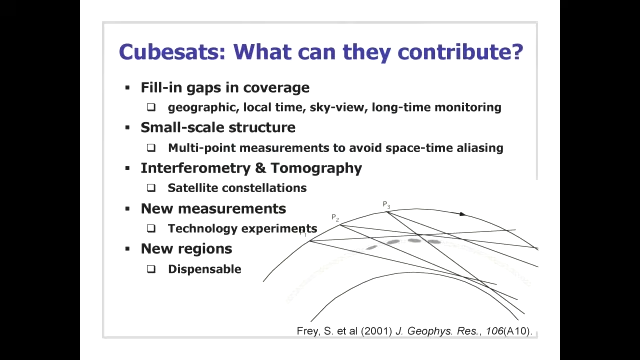 Cubesats: What can they contribute?
Fill-in gaps in coverage
geographic, local time, sky-view, long-time monitoring
Small-scale structure
Multi-point measurements to avoid space-time aliasing
Interferometry & Tomography
Satellite constellations
New measurements
Technology experiments
New regions
Dispensable
P2
P3
Frey, S. et al (2001) J. Geophys. Res., 106(A10).